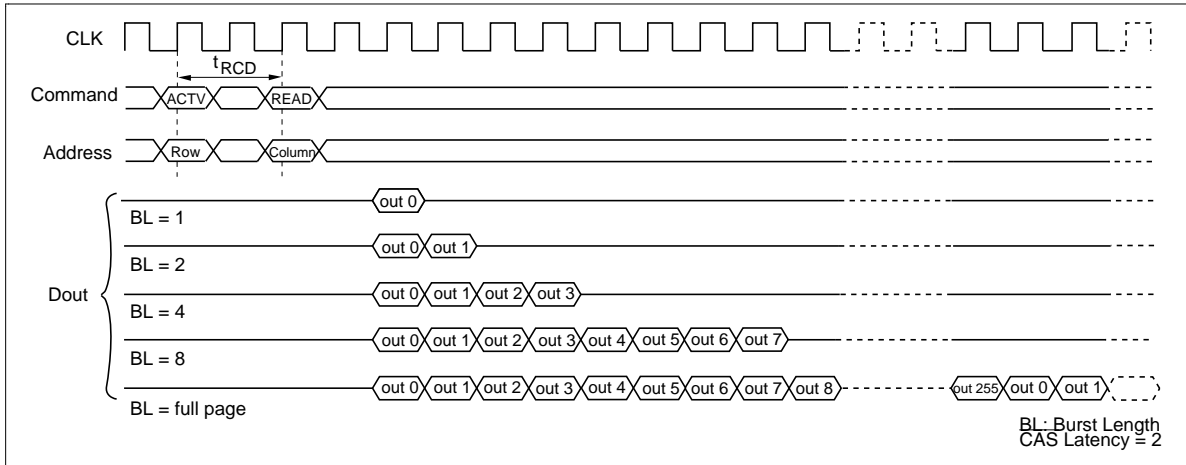 CLK
tRCD
Command ACTV READ
Address Row Column
Dout
out 0
BL = 1
out 0 out 1
BL = 2
out 0 out 1 out 2 out 3
BL = 4
out 0 out 1 out 2 out 3 out 4 out 5 out 6 out 7
BL = 8
out 0 out 1 out 2 out 3 out 4 out 5 out 6 out 7 out 8 out 255 out 0 out 1
BL = full page
BL: Burst Length
CAS Latency = 2